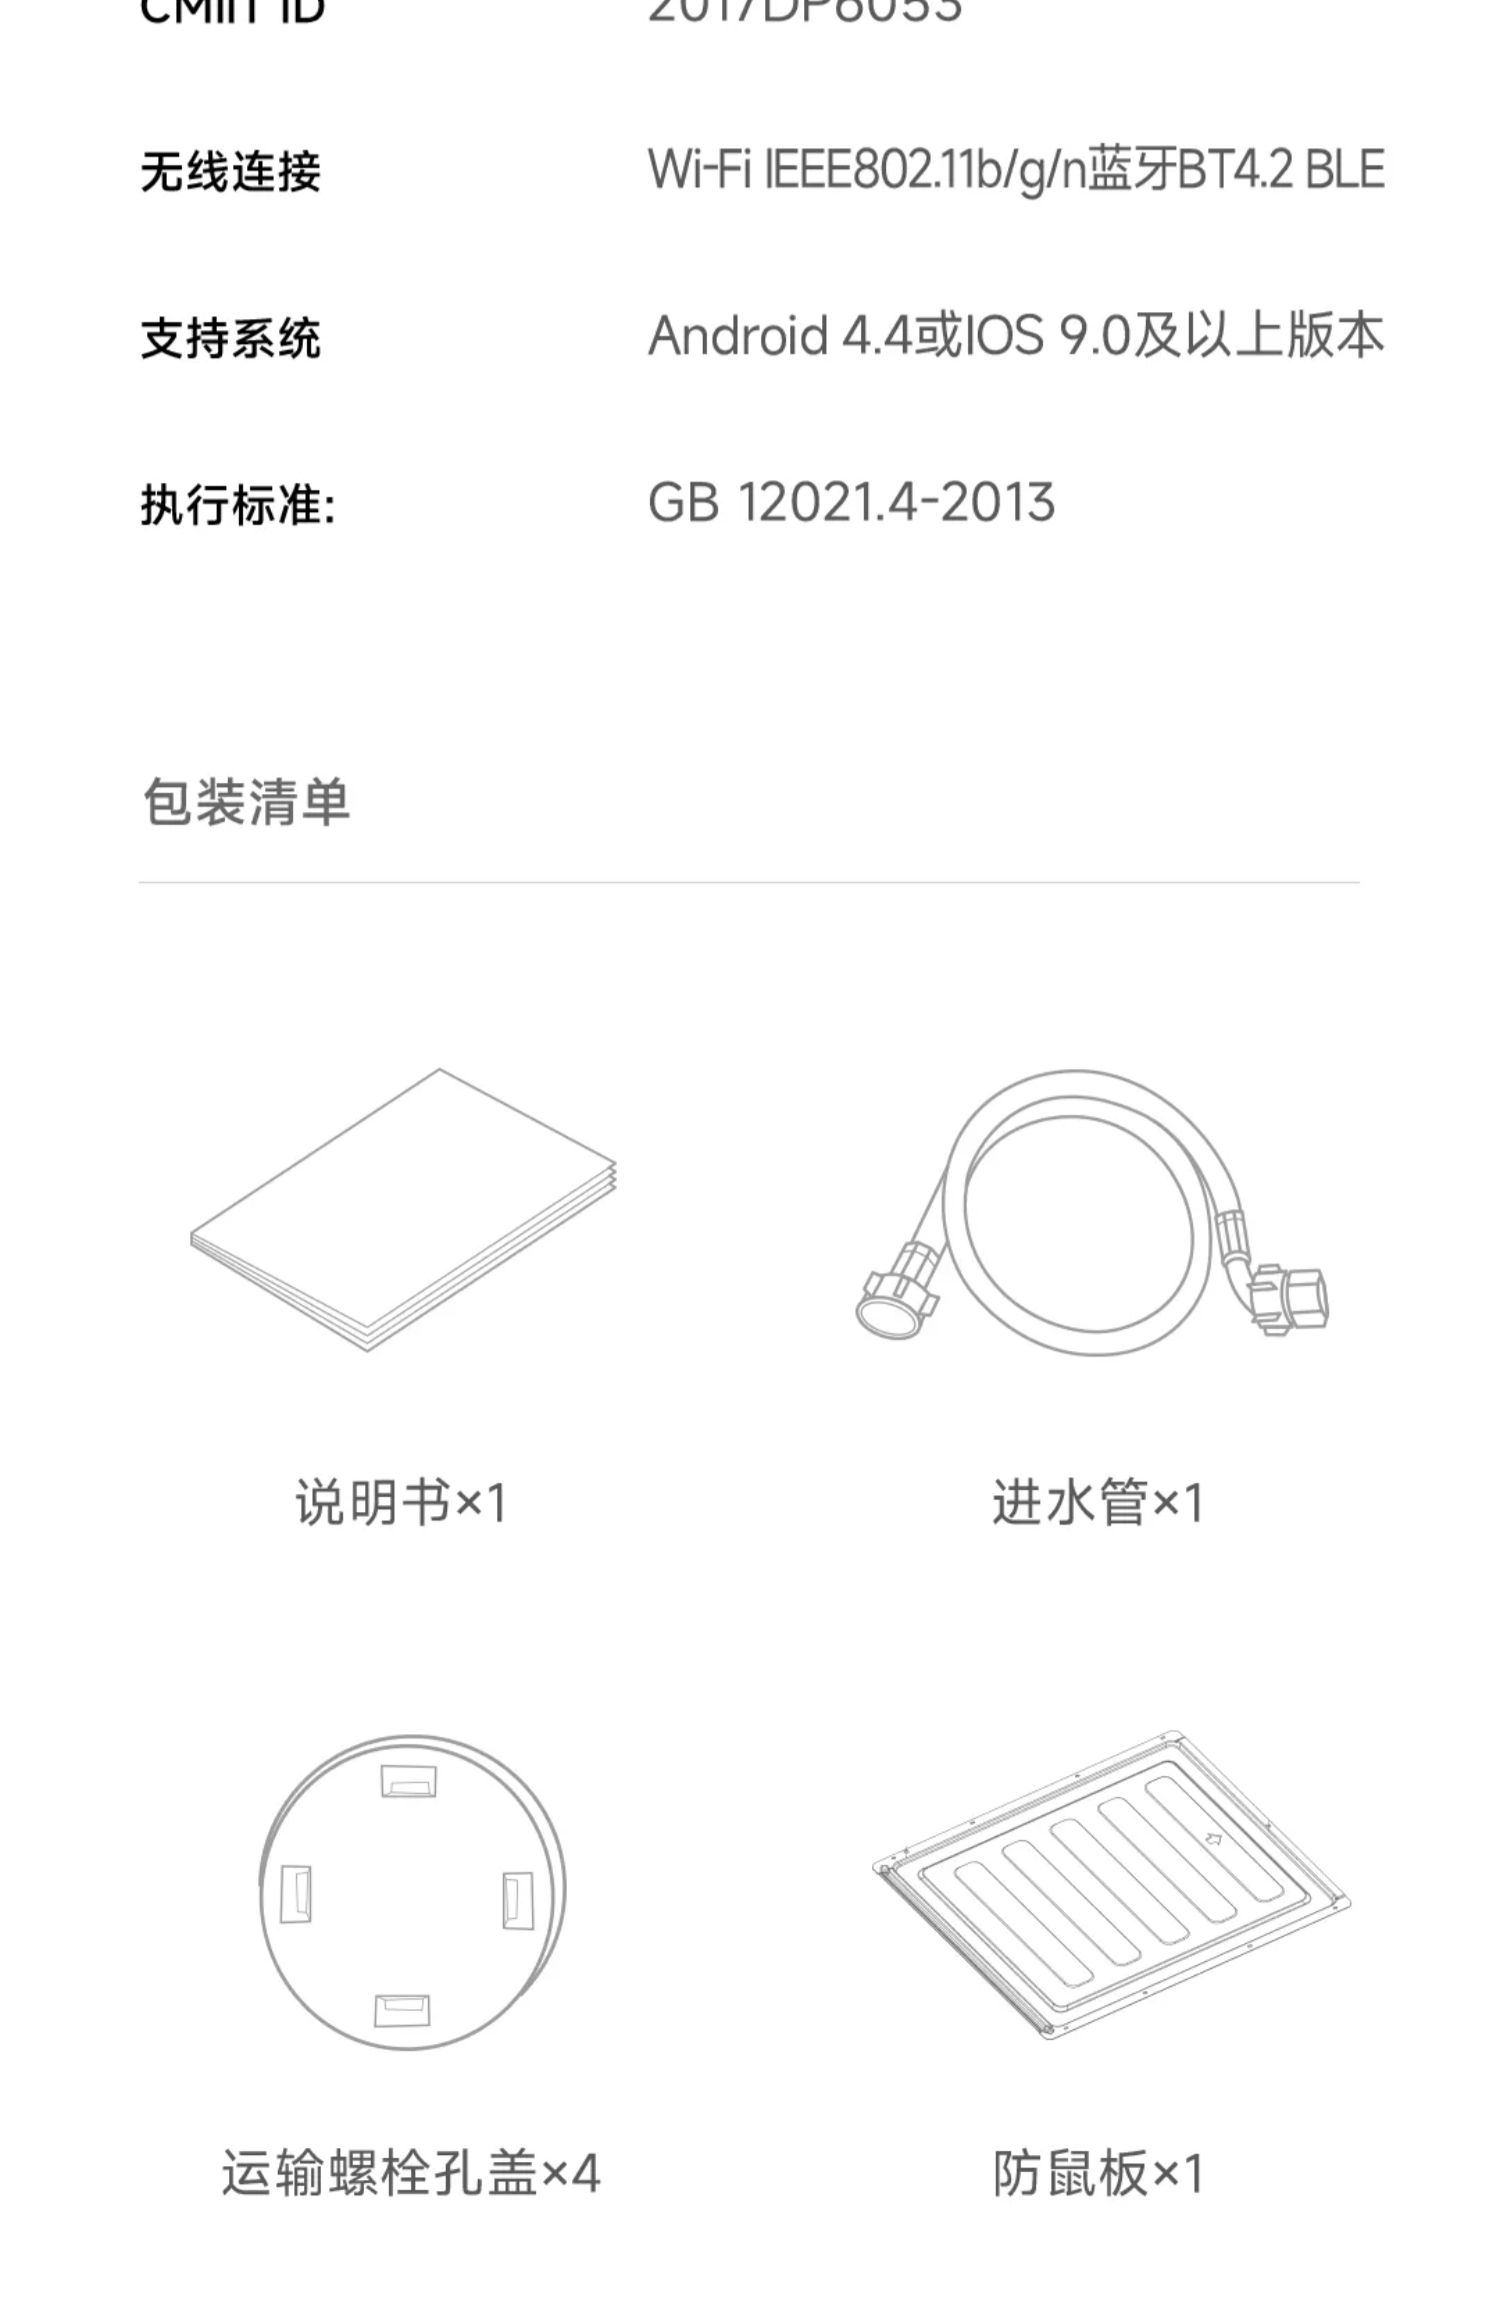 CMIIT ID 2017DP6053
无线连接 Wi-Fi IEEE802.11b/g/n蓝牙BT4.2 BLE
支持系统 Android 4.4或IOS 9.0及以上版本
执行标准: GB 12021.4-2013
包装清单
说明书×1 进水管×1
运输螺栓孔盖×4 防鼠板×1